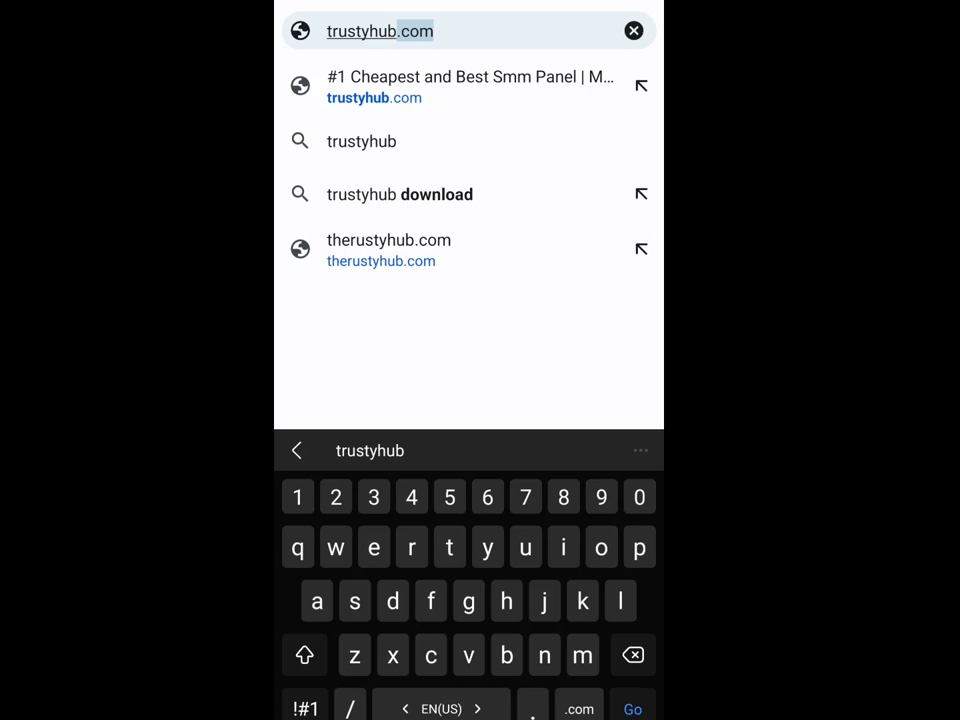 trustyhub.com
#1 Cheapest and Best Smm Panel | M...
trustyhub.com
trustyhub
trustyhub download
therustyhub.com
therustyhub.com
trustyhub ...
1 2 3 4 5 6 7 8 9 0
q w e r t y u i o p
a s d f g h j k l
z x c v b n m
!#1 / < EN(US) > . .com Go